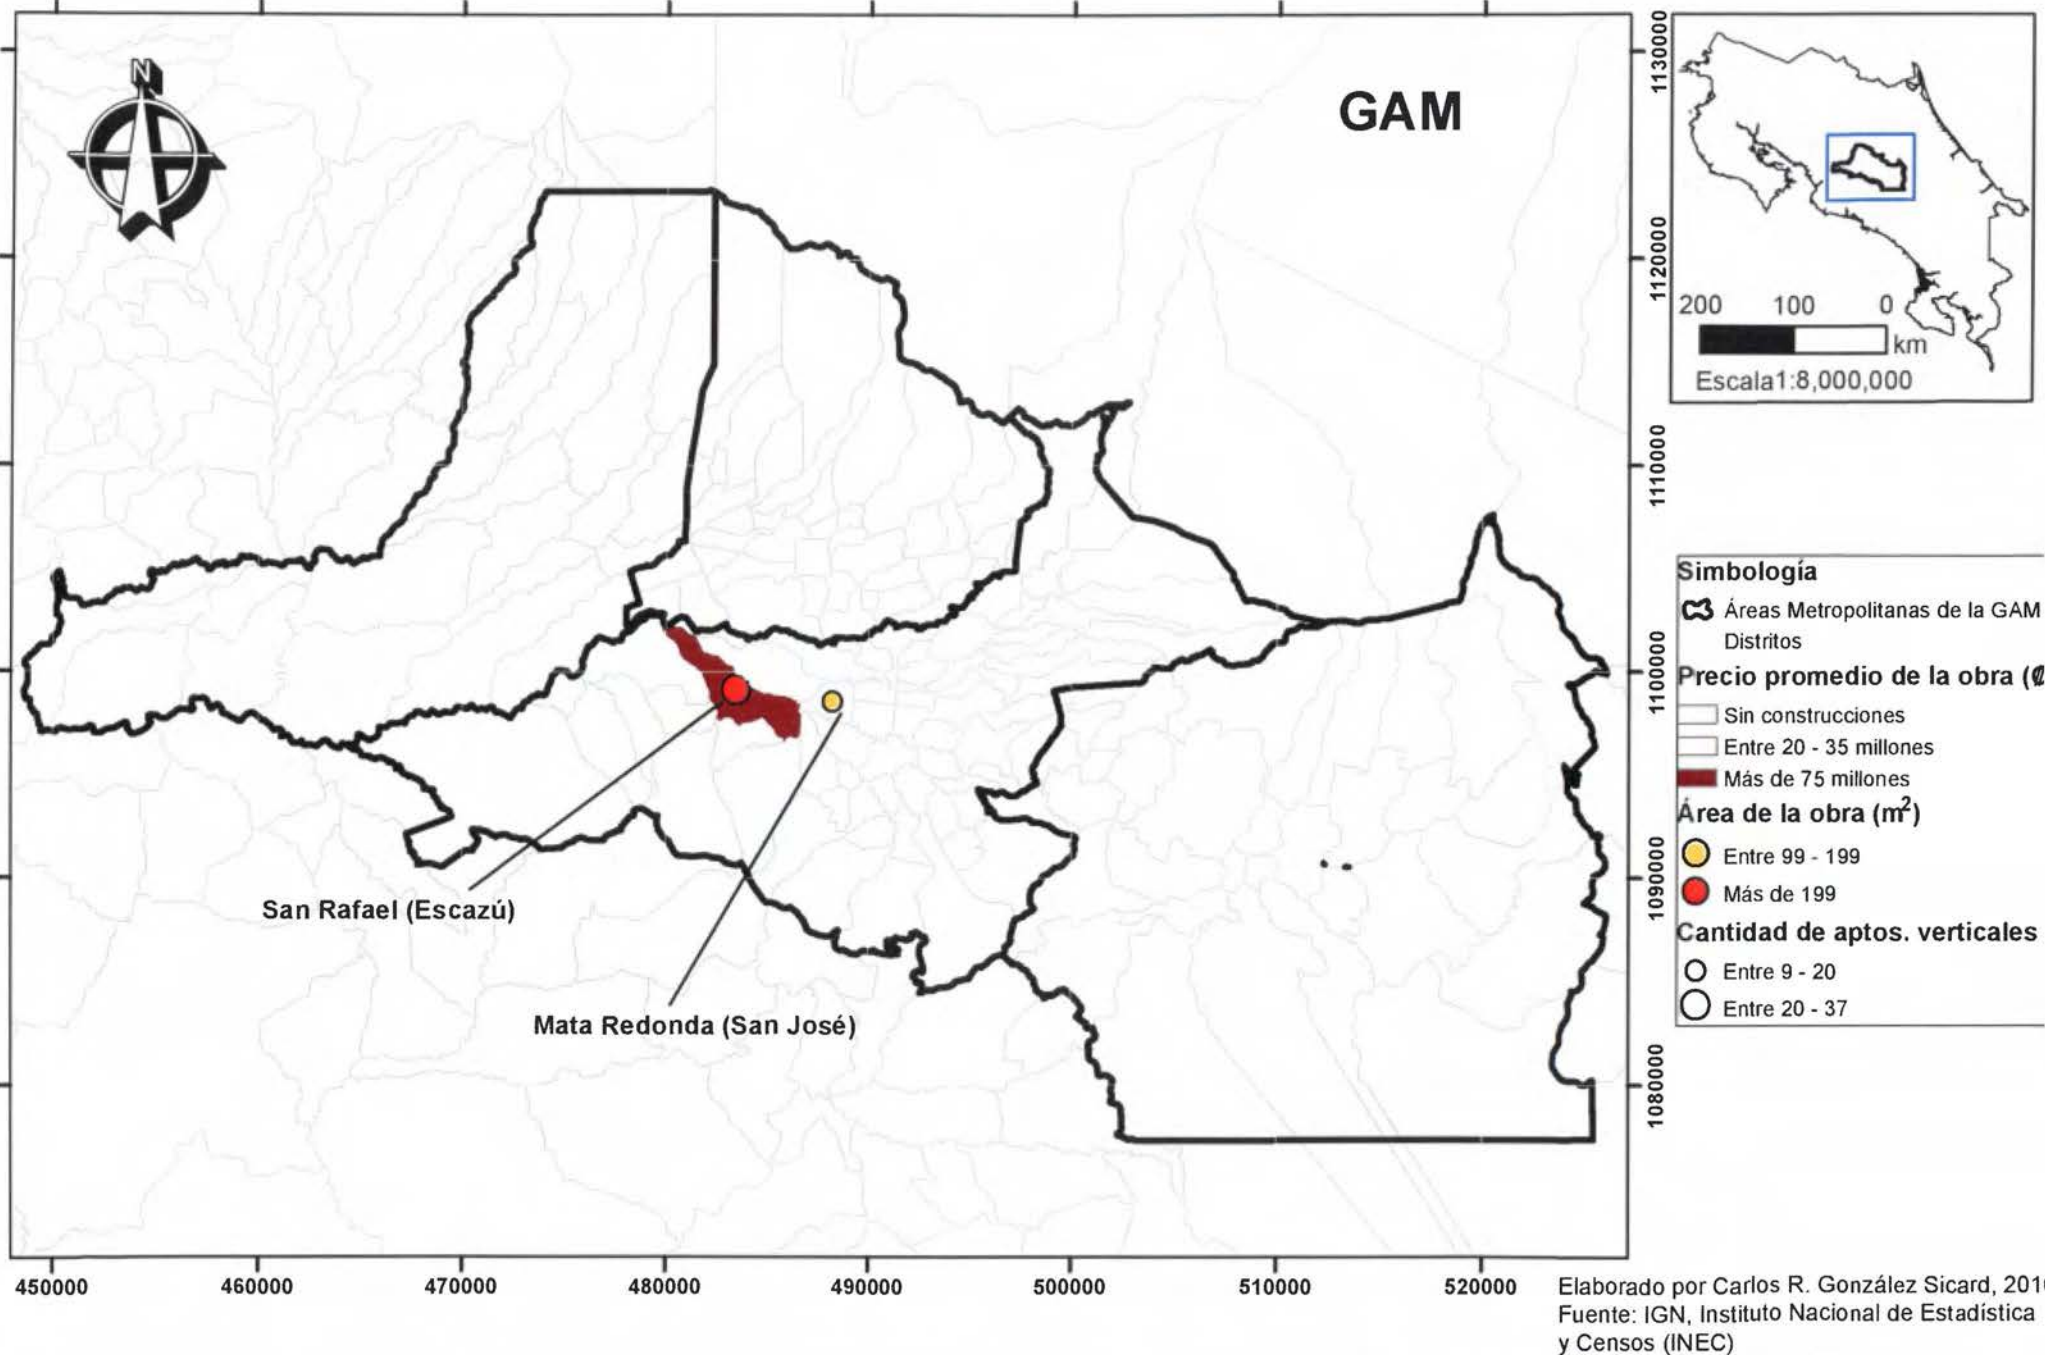 N
GAM
1130000
1120000
1110000
1100000
1090000
1080000
200 100 0
km
Escala1:8,000,000
Simbología
Áreas Metropolitanas de la GAM
Distritos
Precio promedio de la obra (₡
Sin construcciones
Entre 20 - 35 millones
Más de 75 millones
Área de la obra (m²)
Entre 99 - 199
Más de 199
Cantidad de aptos. verticales
Entre 9 - 20
Entre 20 - 37
San Rafael (Escazú)
Mata Redonda (San José)
450000 460000 470000 480000 490000 500000 510000 520000
Elaborado por Carlos R. González Sicard, 201
Fuente: IGN, Instituto Nacional de Estadística
y Censos (INEC)